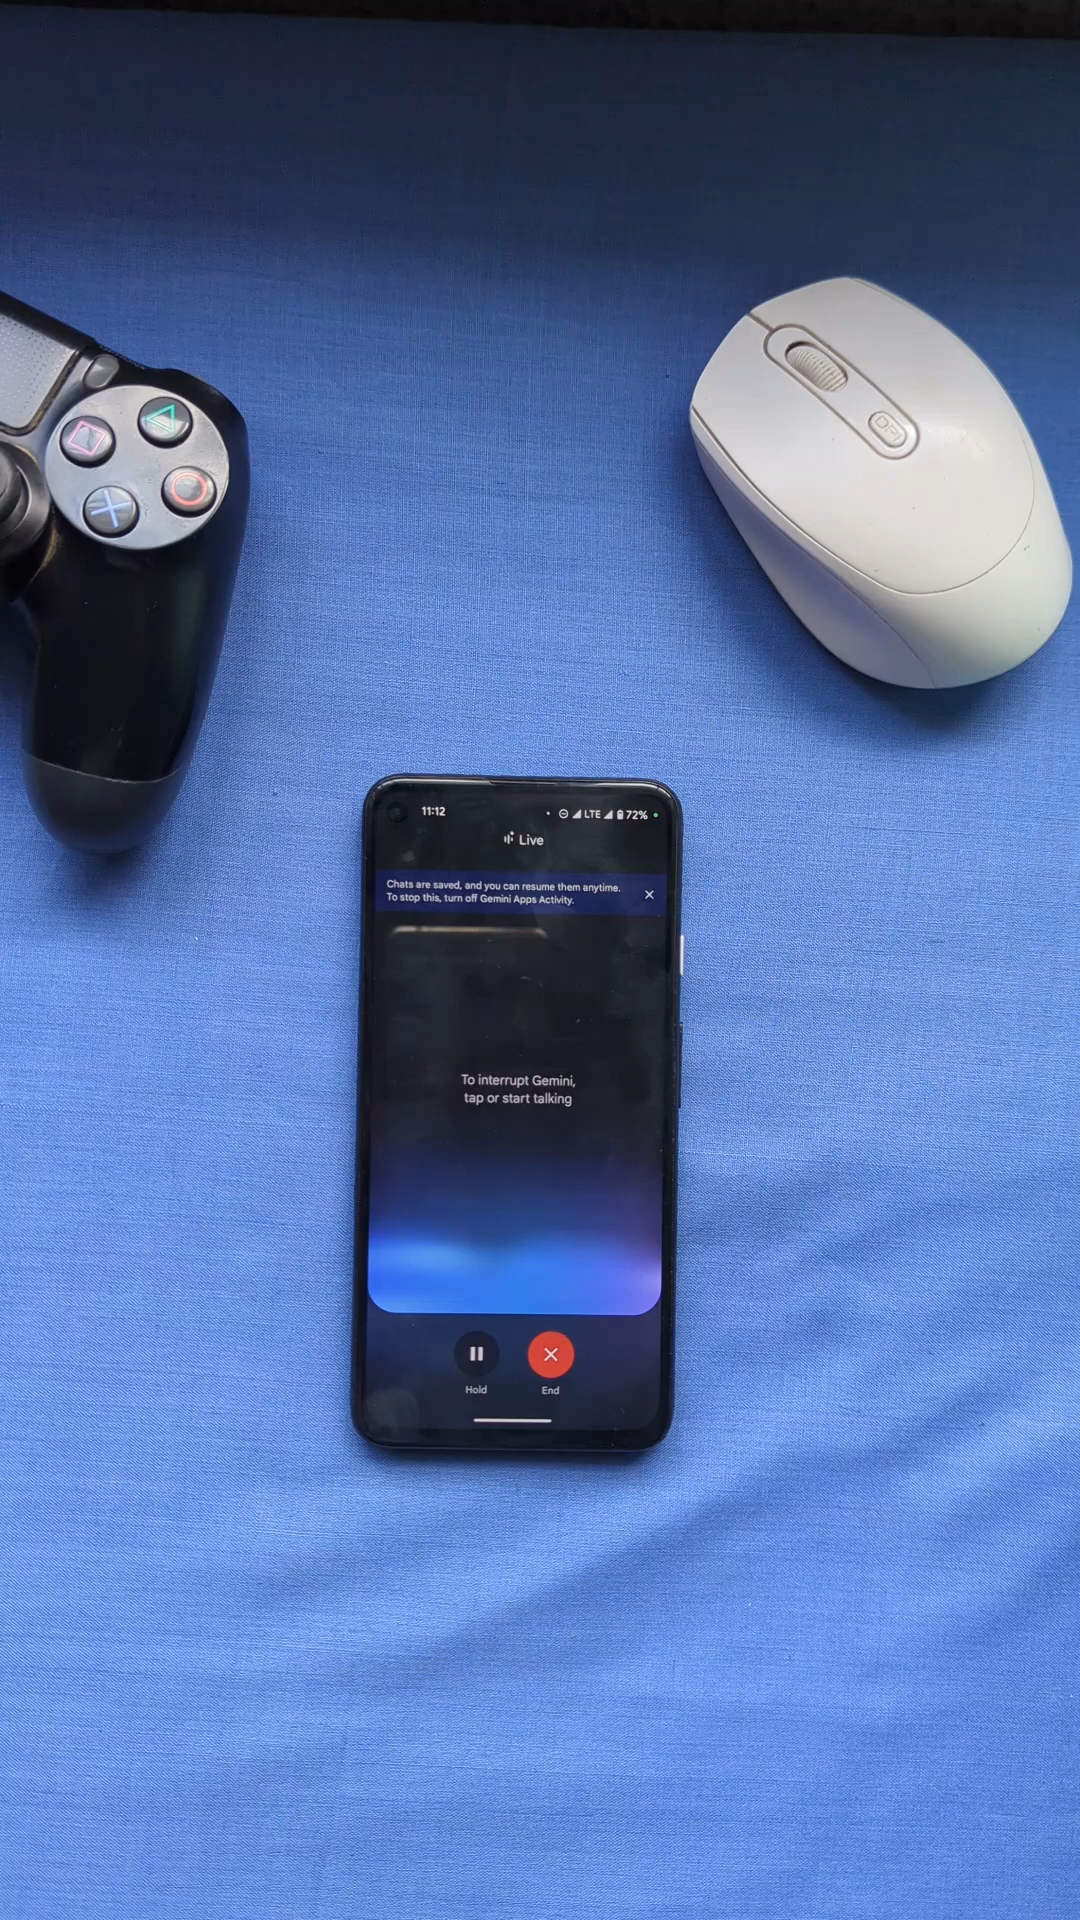 DPI
11:12 LTE 72%
Live
Chats are saved, and you can resume them anytime.
To stop this, turn off Gemini Apps Activity.
To interrupt Gemini,
tap or start talking
Hold End